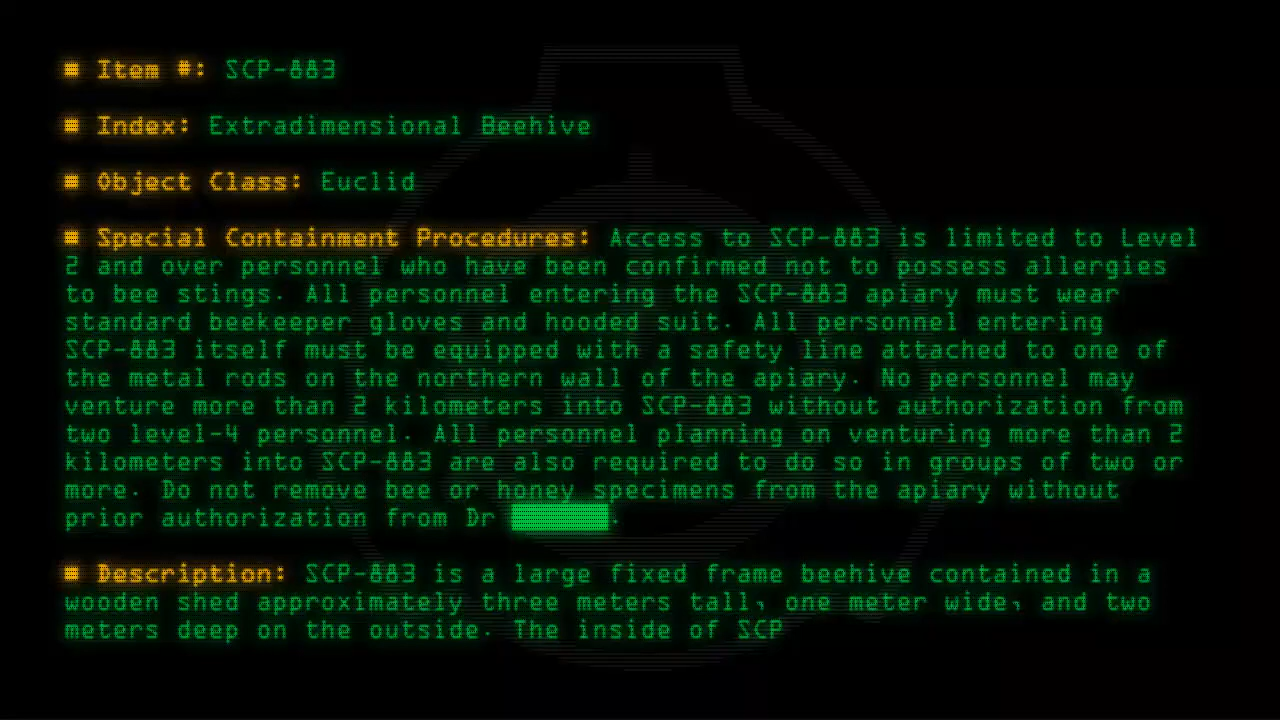 ■ Item #: SCP-883
■ Index: Extradimensional Beehive
■ Object Class: Euclid
■ Special Containment Procedures: Access to SCP-883 is limited to Level
2 and over personnel who have been confirmed not to possess allergies
to bee stings. All personnel entering the SCP-883 apiary must wear
standard beekeeper gloves and hooded suit. All personnel entering
SCP-883 itself must be equipped with a safety line attached to one of
the metal rods on the northern wall of the apiary. No personnel may
venture more than 2 kilometers into SCP-883 without authorization from
two level-4 personnel. All personnel planning on venturing more than 2
kilometers into SCP-883 are also required to do so in groups of two or
more. Do not remove bee or honey specimens from the apiary without
prior authorization from Dr ██████.
■ Description: SCP-883 is a large fixed frame beehive contained in a
wooden shed approximately three meters tall, one meter wide, and two
meters deep on the outside. The inside of SCP